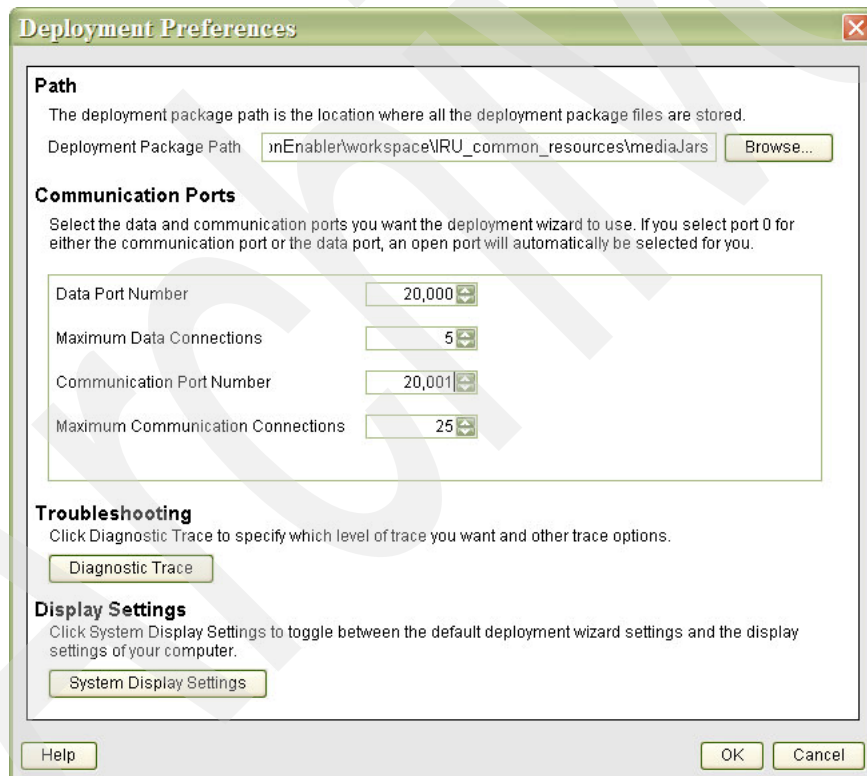 Deployment Preferences
Path
The deployment package path is the location where all the deployment package files are stored.
Deployment Package Path onEnabler\workspace\IRU_common_resources\mediaJars Browse...
Communication Ports
Select the data and communication ports you want the deployment wizard to use. If you select port 0 for
either the communication port or the data port, an open port will automatically be selected for you.
Data Port Number 20,000
Maximum Data Connections 5
Communication Port Number 20,001
Maximum Communication Connections 25
Troubleshooting
Click Diagnostic Trace to specify which level of trace you want and other trace options.
Diagnostic Trace
Display Settings
Click System Display Settings to toggle between the default deployment wizard settings and the display
settings of your computer.
System Display Settings
Help OK Cancel